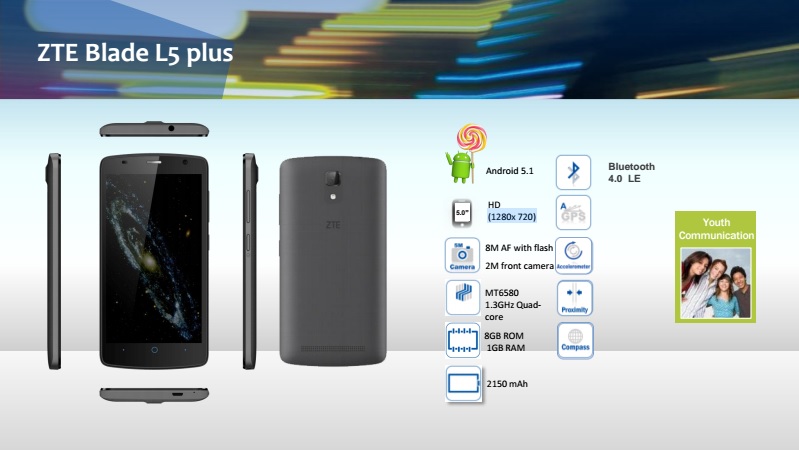 ZTE Blade L5 plus
ZTE
Android 5.1
Bluetooth
4.0 LE
5.0"
HD
(1280x 720)
A
GPS
5M
Camera
8M AF with flash
2M front camera
Accelerometer
MT6580
1.3GHz Quad-
core
Proximity
8GB ROM
1GB RAM
Compass
2150 mAh
Youth
Communication